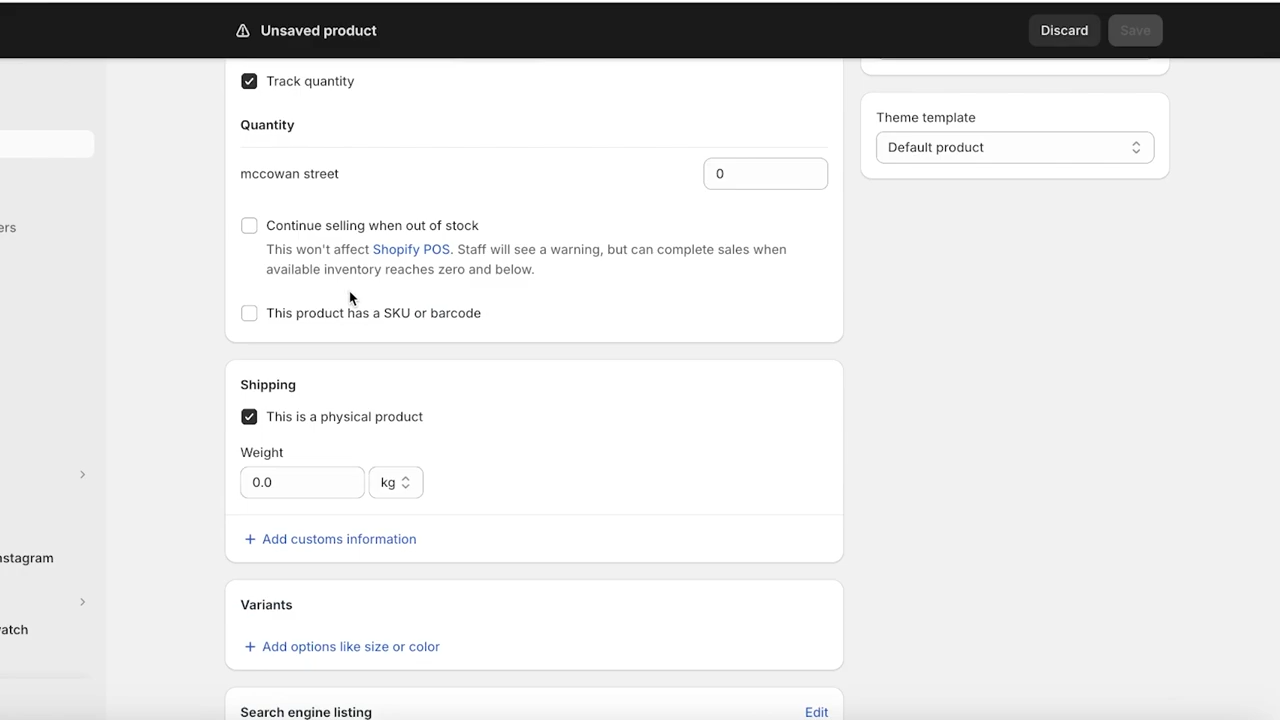 Unsaved product
Discard
Save
Track quantity
Quantity
mccowan street
0
Continue selling when out of stock
This won't affect Shopify POS. Staff will see a warning, but can complete sales when
available inventory reaches zero and below.
This product has a SKU or barcode
Shipping
This is a physical product
Weight
0.0
kg
+ Add customs information
Variants
+ Add options like size or color
Search engine listing
Edit
Theme template
Default product
ers
nstagram
atch